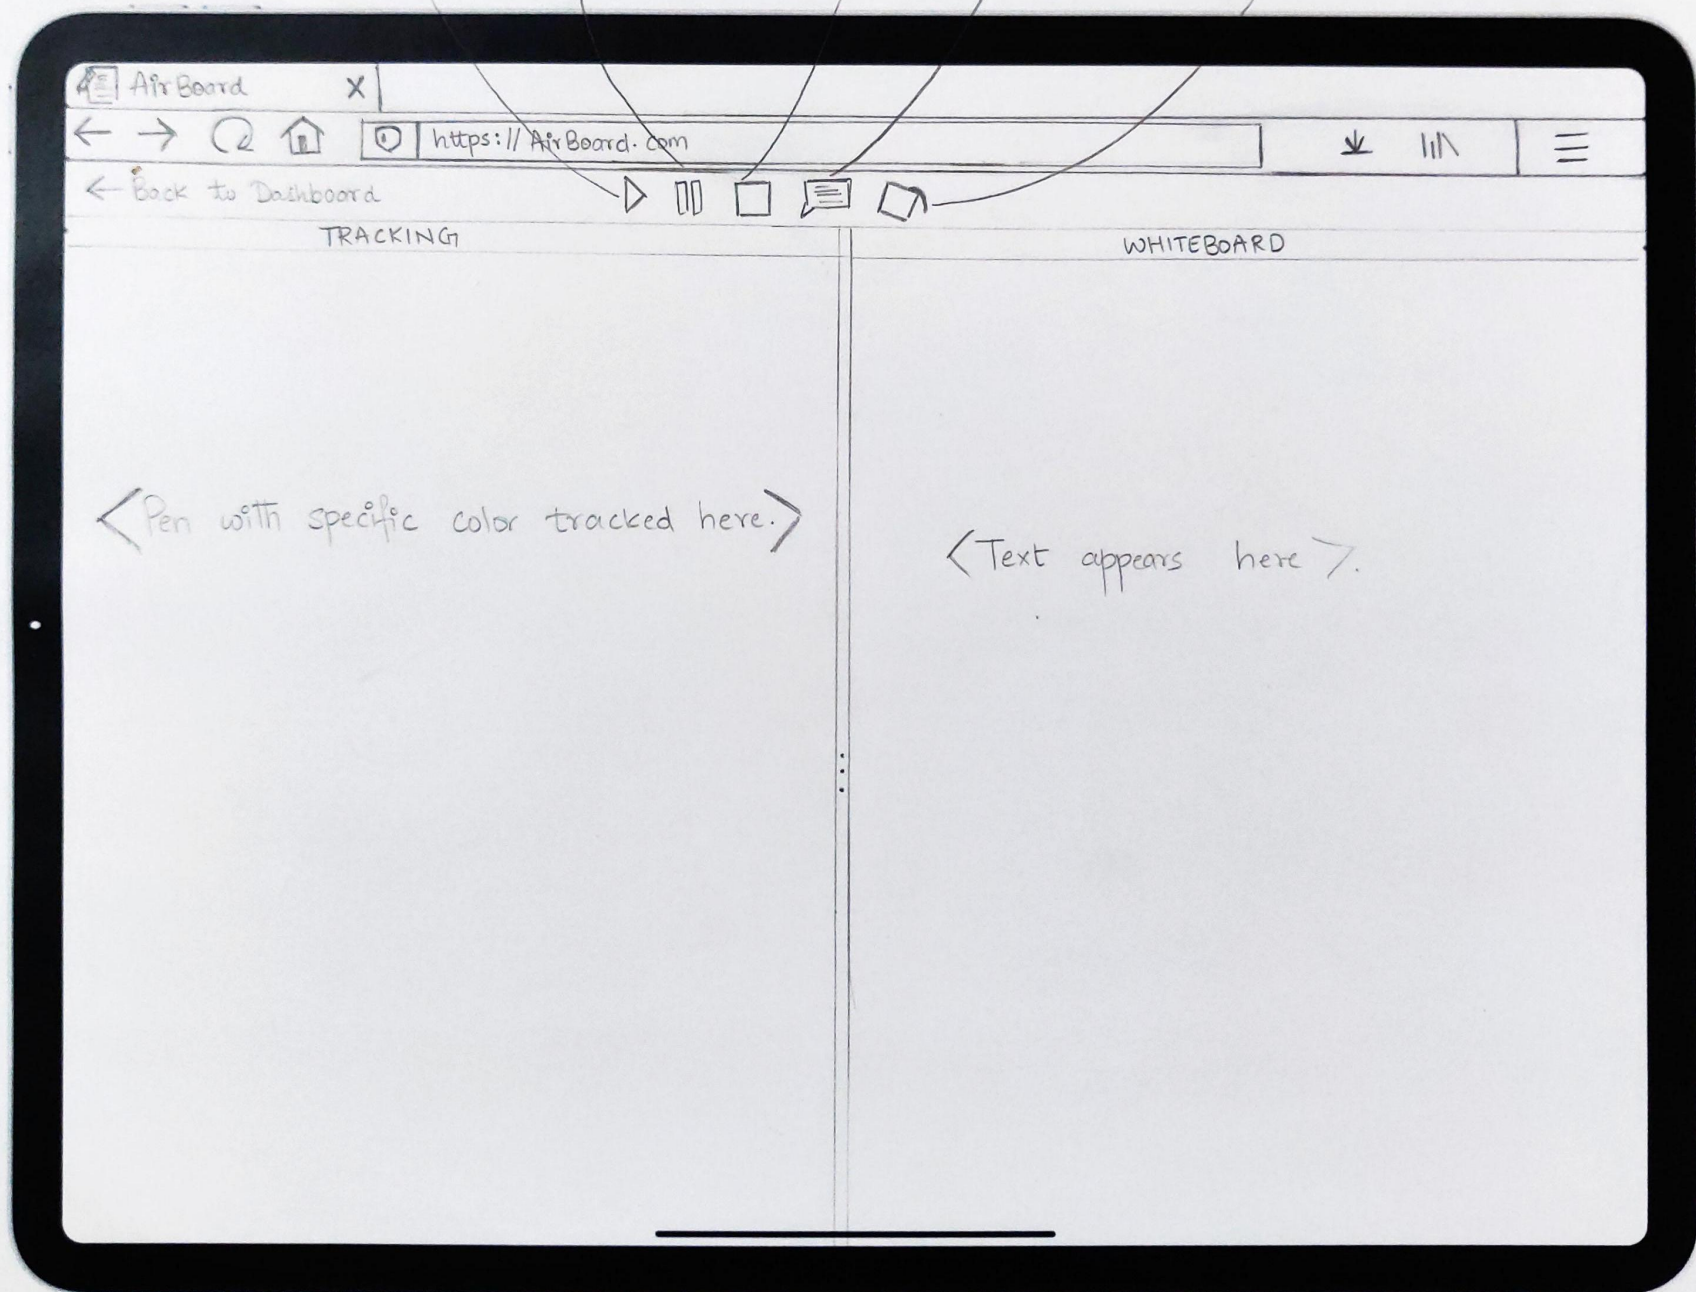 AirBoard X
https://AirBoard.com
← Back to Dashboard
TRACKING
WHITEBOARD
<Pen with specific color tracked here.>
<Text appears here>.